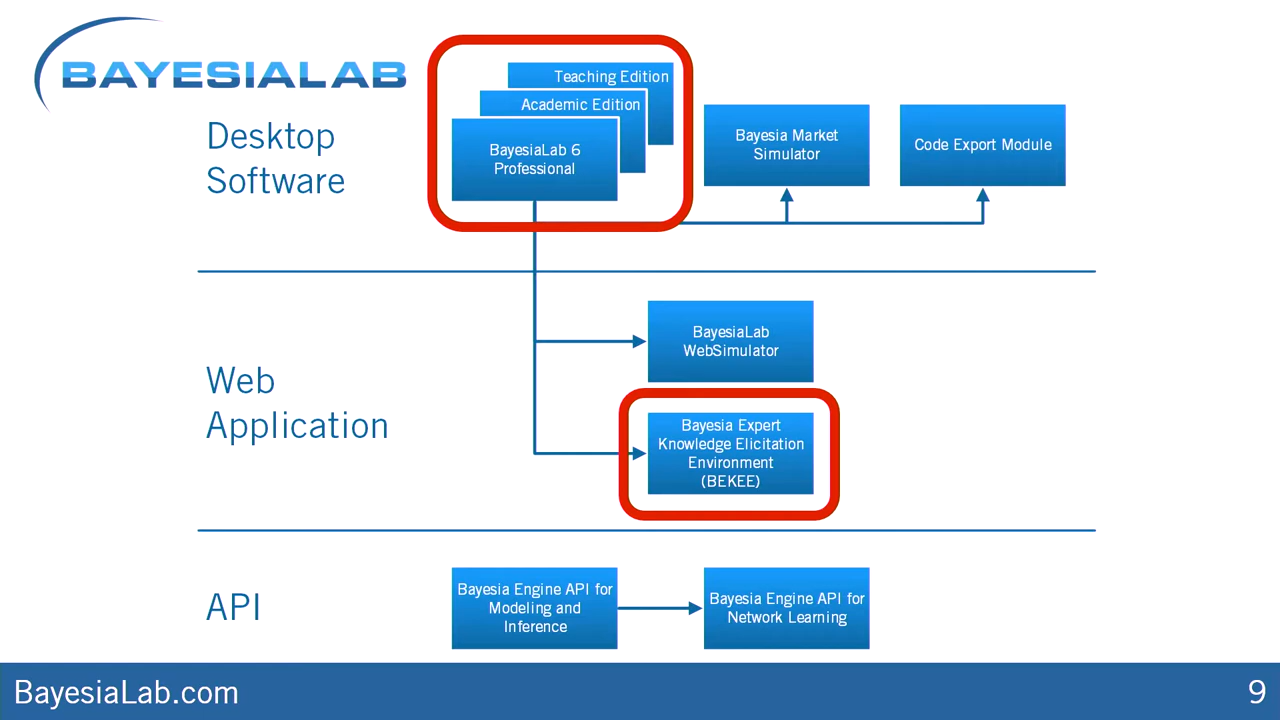 BAYESIALAB
Desktop
Software
Teaching Edition
Academic Edition
BayesiaLab 6
Professional
Bayesia Market
Simulator
Code Export Module
Web
Application
BayesiaLab
WebSimulator
Bayesia Expert
Knowledge Elicitation
Environment
(BEKEE)
API
Bayesia Engine API for
Modeling and
Inference
Bayesia Engine API for
Network Learning
BayesiaLab.com
9